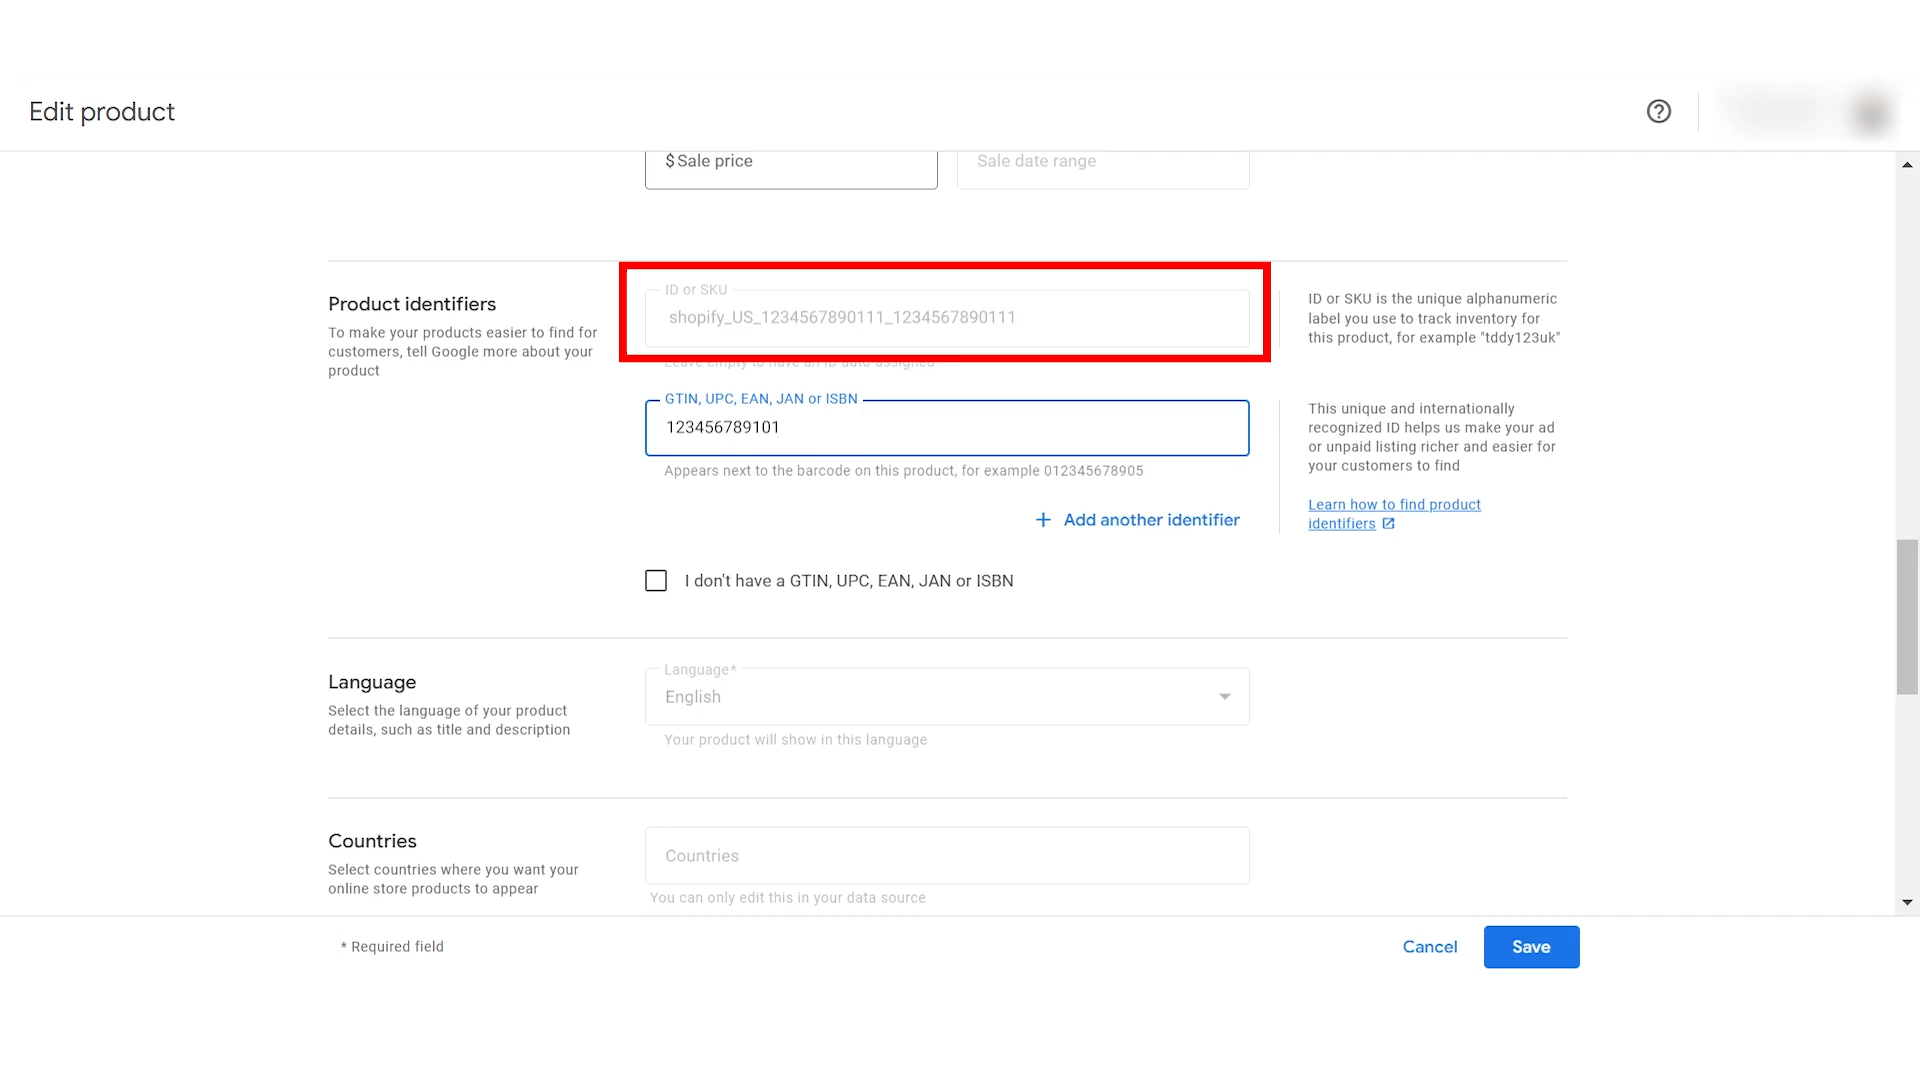 Edit product
$ Sale price
Sale date range
Product identifiers
To make your products easier to find for
customers, tell Google more about your
product
ID or SKU
shopify_US_1234567890111_1234567890111
Leave empty to have an ID auto-assigned
ID or SKU is the unique alphanumeric
label you use to track inventory for
this product, for example "tddy123uk"
GTIN, UPC, EAN, JAN or ISBN
123456789101
Appears next to the barcode on this product, for example 012345678905
This unique and internationally
recognized ID helps us make your ad
or unpaid listing richer and easier for
your customers to find
Learn how to find product
identifiers
+ Add another identifier
I don't have a GTIN, UPC, EAN, JAN or ISBN
Language
Select the language of your product
details, such as title and description
Language*
English
Your product will show in this language
Countries
Select countries where you want your
online store products to appear
Countries
You can only edit this in your data source
* Required field
Cancel
Save